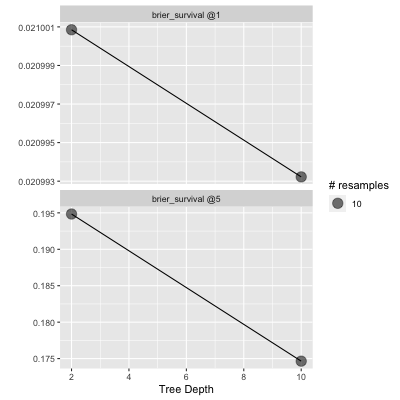 brier_survival @1
0.021001
0.020999
0.020997
0.020995
0.020993
brier_survival @5
0.195
0.190
0.185
0.180
0.175
2 4 6 8 10
Tree Depth
# resamples
10